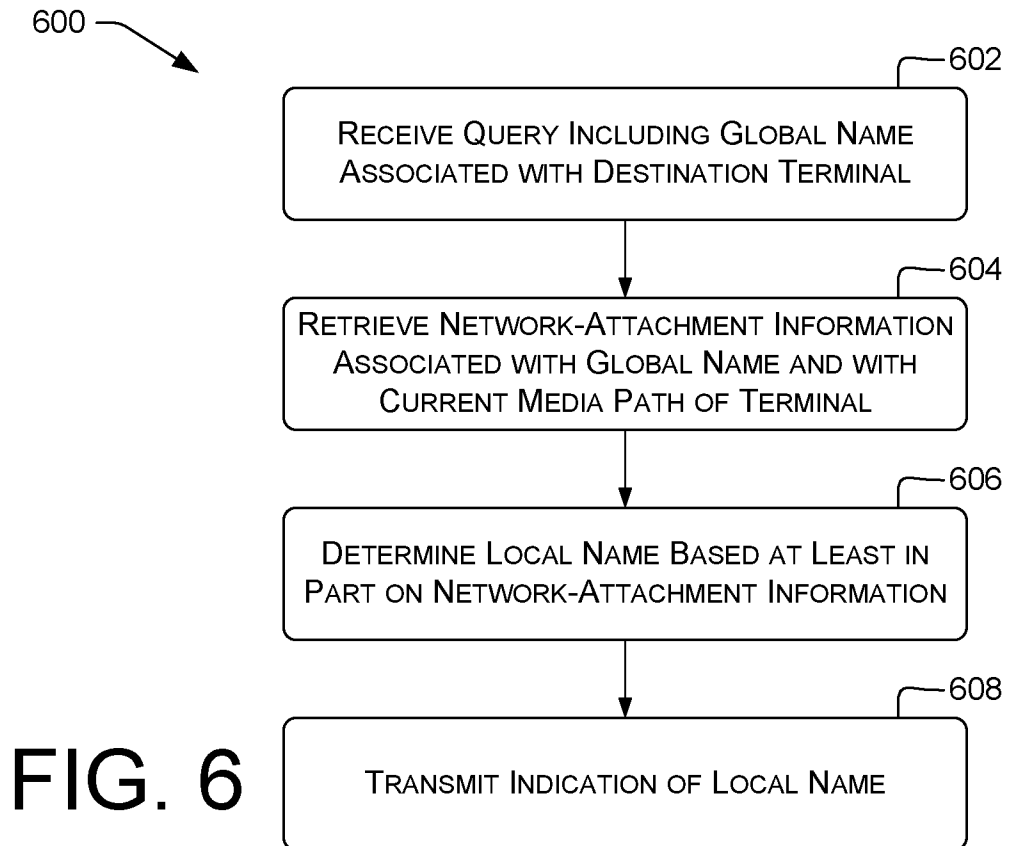 600
602
RECEIVE QUERY INCLUDING GLOBAL NAME
ASSOCIATED WITH DESTINATION TERMINAL
604
RETRIEVE NETWORK-ATTACHMENT INFORMATION
ASSOCIATED WITH GLOBAL NAME AND WITH
CURRENT MEDIA PATH OF TERMINAL
606
DETERMINE LOCAL NAME BASED AT LEAST IN
PART ON NETWORK-ATTACHMENT INFORMATION
608
TRANSMIT INDICATION OF LOCAL NAME
FIG. 6